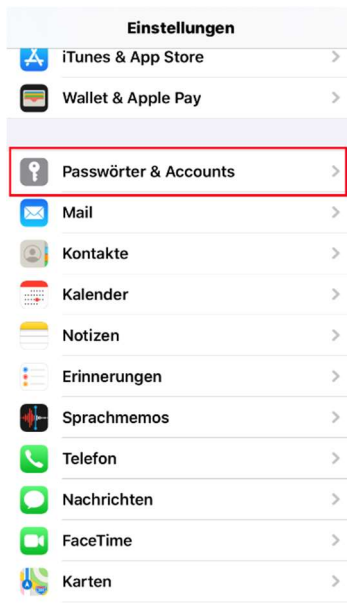 Einstellungen
iTunes & App Store
Wallet & Apple Pay
Passwörter & Accounts
Mail
Kontakte
Kalender
Notizen
Erinnerungen
Sprachmemos
Telefon
Nachrichten
FaceTime
Karten